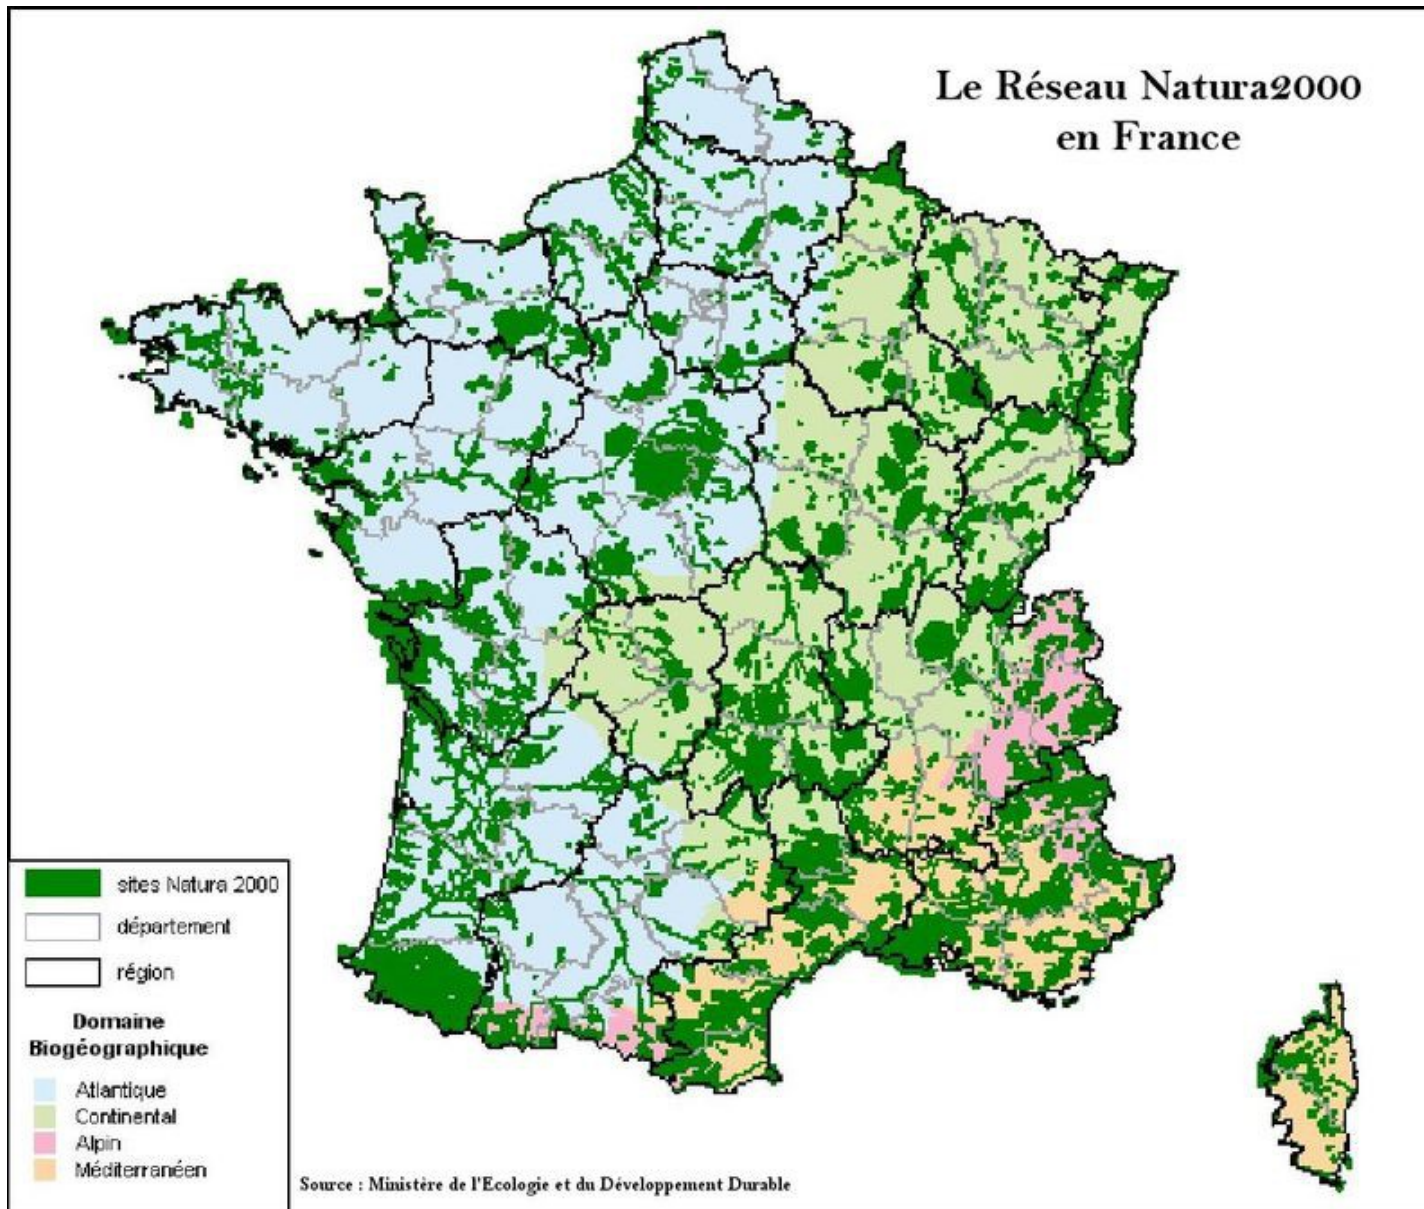 Le Réseau Natura2000
en France
sites Natura 2000
département
région
Domaine
Biogéographique
Atlantique
Continental
Alpin
Méditerranéen
Source : Ministère de l'Ecologie et du Développement Durable